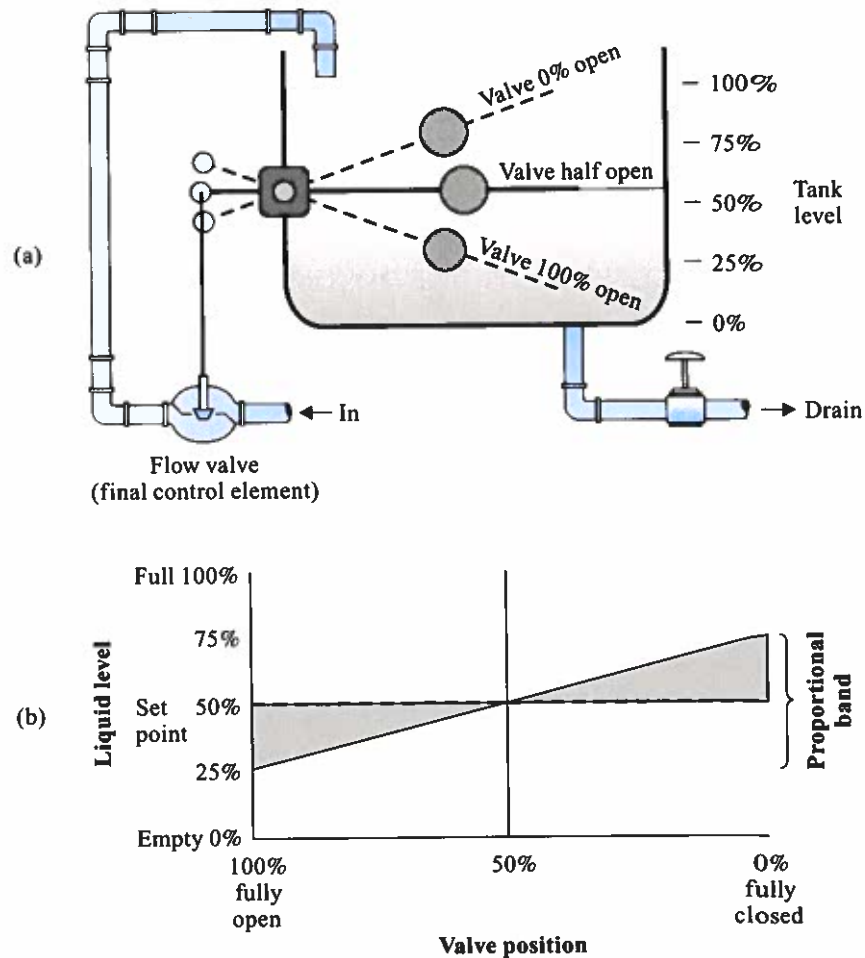 (a)
Valve 0% open
Valve half open
Valve 100% open
100%
75%
50%
25%
0%
Tank
level
In
Drain
Flow valve
(final control element)
(b)
Liquid level
Full 100%
75%
Set
point
50%
25%
Empty 0%
Proportional
band
100%
fully
open
50%
0%
fully
closed
Valve position